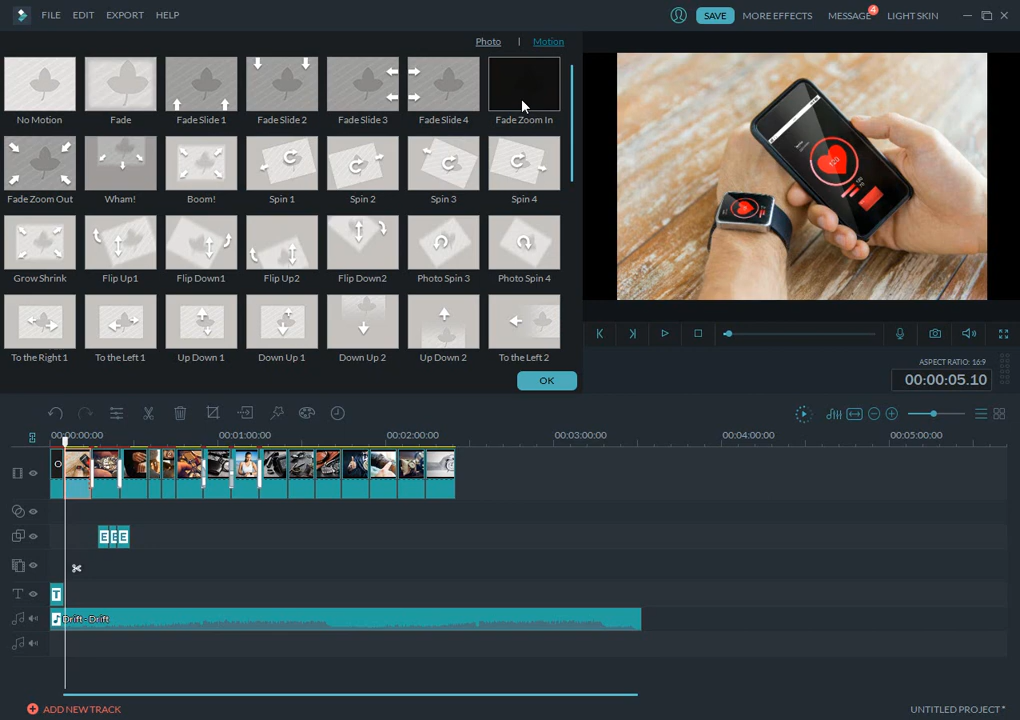 FILE EDIT EXPORT HELP
SAVE MORE EFFECTS MESSAGE 4 LIGHT SKIN
Photo | Motion
No Motion Fade Fade Slide 1 Fade Slide 2 Fade Slide 3 Fade Slide 4 Fade Zoom In
Fade Zoom Out Wham! Boom! Spin 1 Spin 2 Spin 3 Spin 4
Grow Shrink Flip Up1 Flip Down1 Flip Up2 Flip Down2 Photo Spin 3 Photo Spin 4
To the Right 1 To the Left 1 Up Down 1 Down Up 1 Down Up 2 Up Down 2 To the Left 2
OK
ASPECT RATIO: 16:9
00:00:05.10
00:00:00:00 00:01:00:00 00:02:00:00 00:03:00:00 00:04:00:00 00:05:00:00
O
E E E
T T
Drift - Drift
ADD NEW TRACK
UNTITLED PROJECT *